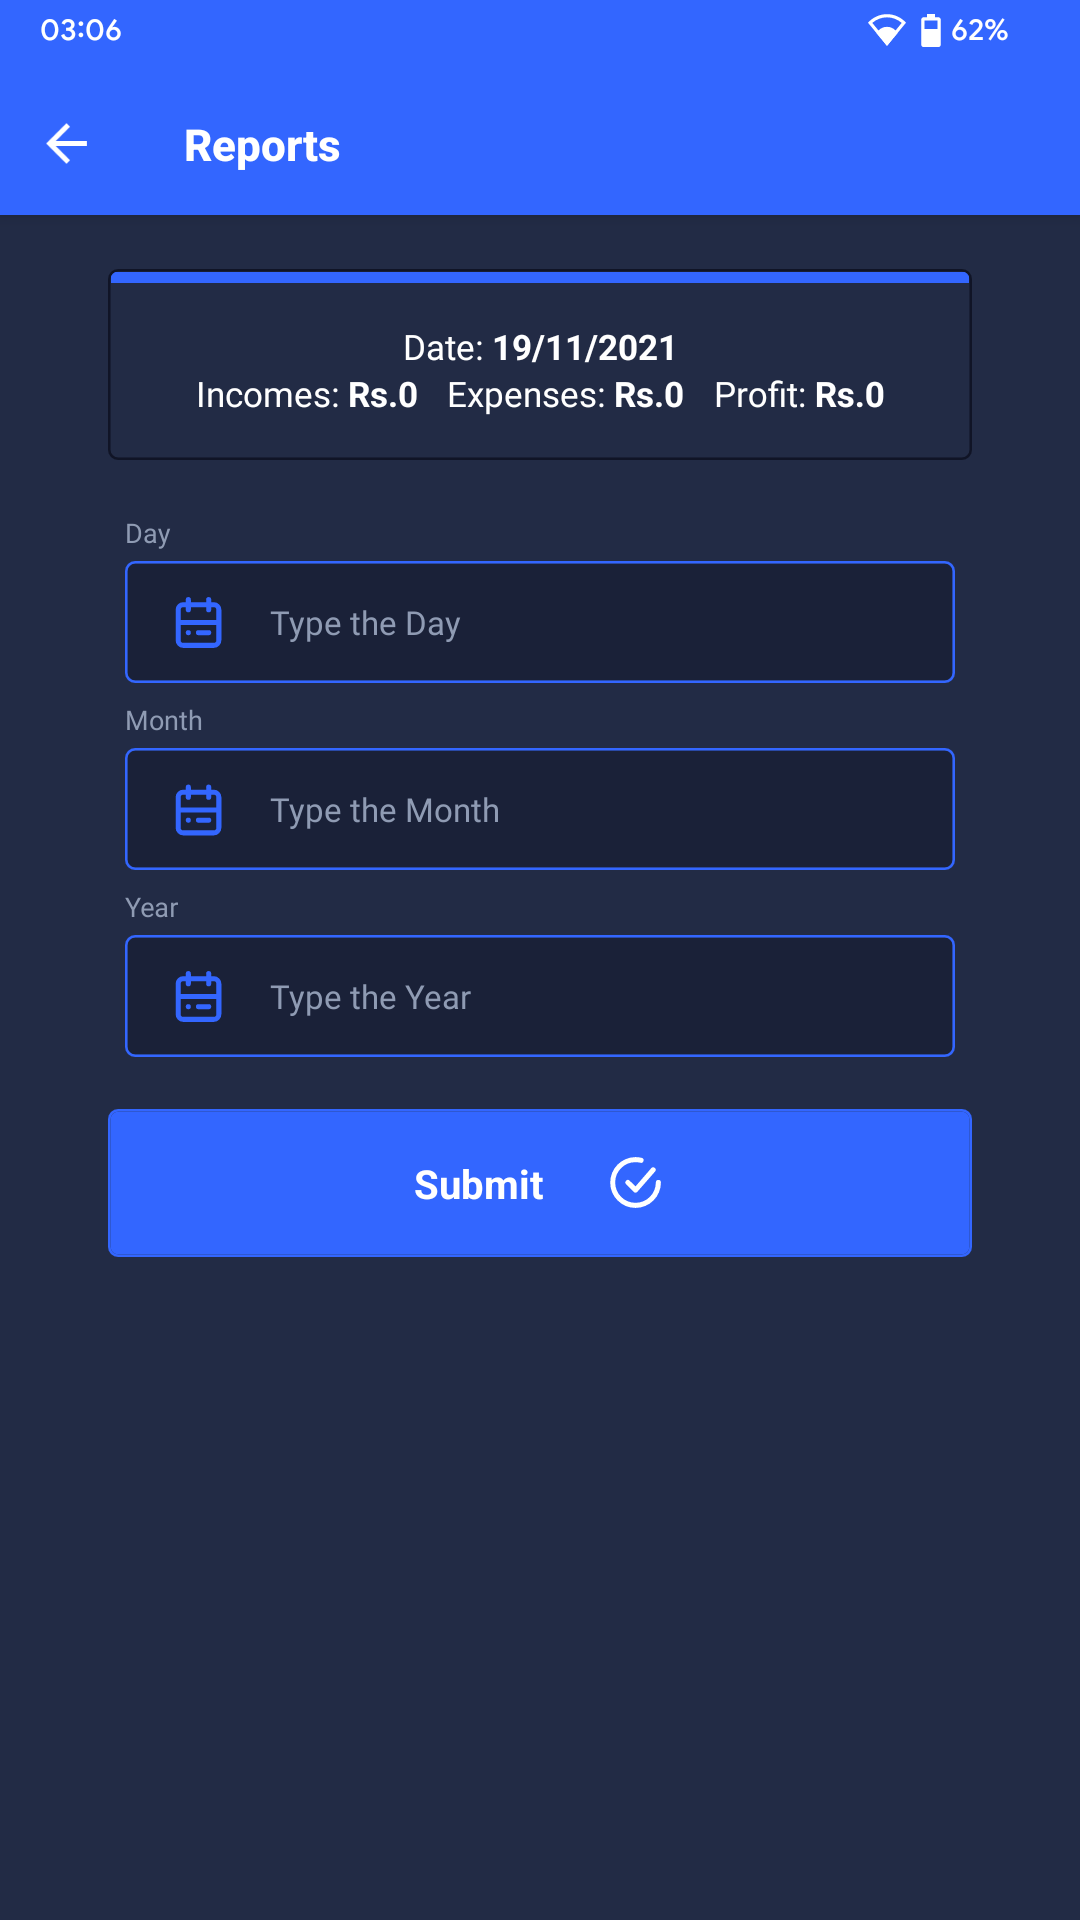 03:06 62%
Reports
Date: 19/11/2021
Incomes: Rs.0 Expenses: Rs.0 Profit: Rs.0
Day
Type the Day
Month
Type the Month
Year
Type the Year
Submit